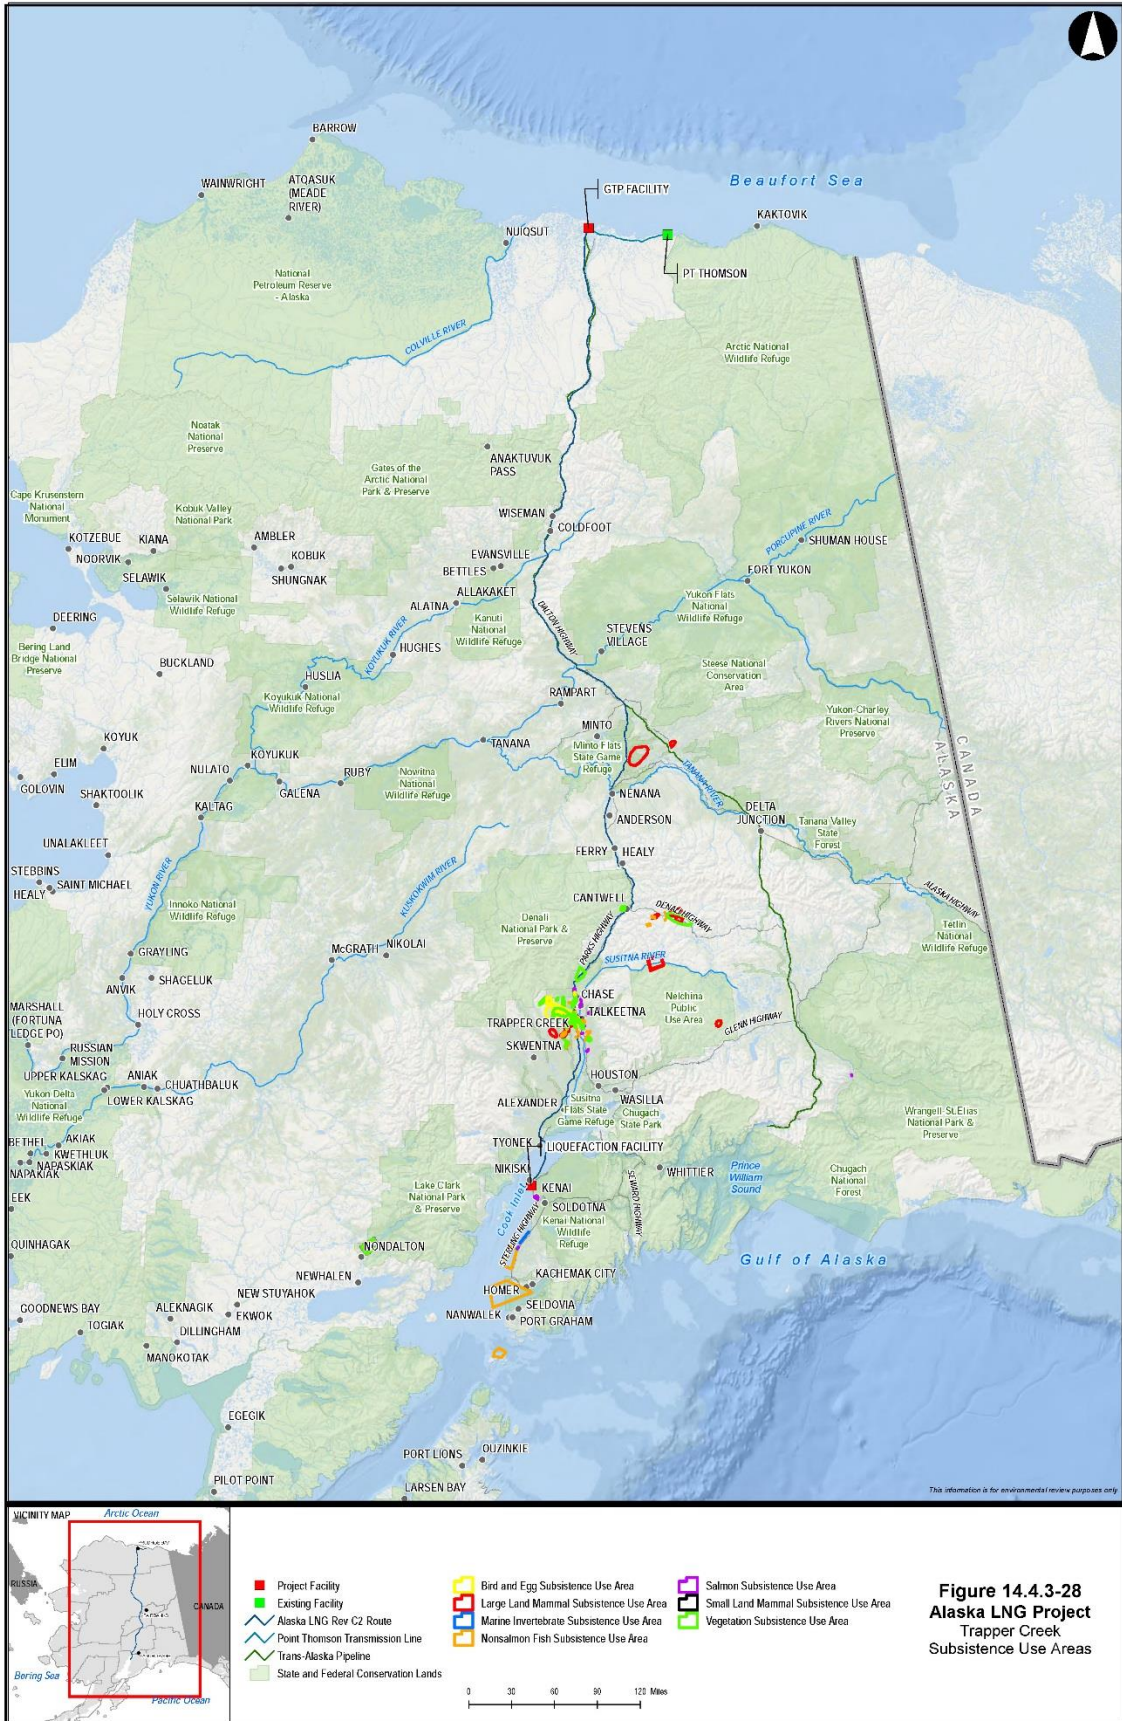 BARROW
WAINWRIGHT
ATQASUK
(MEADE
RIVER)
Beaufort Sea
GTP FACILITY
KAKTOVIK
NUIQSUT
PT THOMSON
National
Petroleum Reserve
- Alaska
COLVILLE RIVER
Arctic National
Wildlife Refuge
Noatak
National
Preserve
ANAKTUVUK
PASS
Gates of the
Arctic National
Park & Preserve
Cape Krusenstern
National
Monument
Kobuk Valley
National Park
WISEMAN
COLDFOOT
PORCUPINE RIVER
KOTZEBUE
KIANA
AMBLER
NOORVIK
KOBUK
SHUNGNAK
EVANSVILLE
BETTLES
SHUMAN HOUSE
SELAWIK
Selawik National
Wildlife Refuge
ALLAKAKET
ALATNA
FORT YUKON
Yukon Flats
National
Wildlife Refuge
DEERING
Kanuti
National
Wildlife Refuge
DALTON HIGHWAY
STEVENS
VILLAGE
Bering Land
Bridge National
Preserve
KOYUKUK RIVER
HUGHES
BUCKLAND
HUSLIA
Koyukuk National
Wildlife Refuge
Steese National
Conservation
Area
RAMPART
Yukon-Charley
Rivers National
Preserve
KOYUK
MINTO
Minto Flats
State Game
Refuge
TANANA
KOYUKUK
ELIM
NULATO
GOLOVIN
GALENA
RUBY
Nowitna
National
Wildlife Refuge
TANANA RIVER
CANADA
ALASKA
NENANA
SHAKTOOLIK
KALTAG
ANDERSON
DELTA
JUNCTION
Tanana Valley
State
Forest
UNALAKLEET
FERRY
HEALY
STEBBINS
SAINT MICHAEL
HEALY
YUKON RIVER
KUSKOKWIM RIVER
Innoko National
Wildlife Refuge
CANTWELL
DENALI HIGHWAY
ALASKA HIGHWAY
Tetlin
National
Wildlife Refuge
Denali
National Park &
Preserve
PARKS HIGHWAY
GRAYLING
McGRATH
NIKOLAI
SUSITNA RIVER
SHAGELUK
ANVIK
CHASE
Nelchina
Public
Use Area
MARSHALL
(FORTUNA
LEDGE PO)
HOLY CROSS
TALKEETNA
TRAPPER CREEK
GLENN HIGHWAY
RUSSIAN
MISSION
SKWENTNA
UPPER KALSKAG
ANIAK
CHUATHBALUK
LOWER KALSKAG
HOUSTON
Yukon Delta
National
Wildlife Refuge
ALEXANDER
Susitna
Flats State
Game Refuge
WASILLA
Chugach
State Park
Wrangell-St.Elias
National Park &
Preserve
BETHEL
AKIAK
KWETHLUK
NAPASKIAK
NAPAKIAK
TYONEK
LIQUEFACTION FACILITY
NIKISKI
WHITTIER
Prince
William
Sound
Chugach
National
Forest
EEK
Lake Clark
National Park
& Preserve
Cook Inlet
KENAI
SOLDOTNA
SEWARD HIGHWAY
Kenai National
Wildlife
Refuge
STERLING HIGHWAY
QUINHAGAK
NONDALTON
Gulf of Alaska
NEWHALEN
KACHEMAK CITY
HOMER
GOODNEWS BAY
NEW STUYAHOK
ALEKNAGIK
EKWOK
SELDOVIA
NANWALEK
PORT GRAHAM
TOGIAK
DILLINGHAM
MANOKOTAK
EGEGIK
PORT LIONS
OUZINKIE
PILOT POINT
LARSEN BAY
This information is for environmental review purposes only
VICINITY MAP
Arctic Ocean
RUSSIA
CANADA
Bering Sea
Pacific Ocean
Project Facility
Existing Facility
Alaska LNG Rev C2 Route
Point Thomson Transmission Line
Trans-Alaska Pipeline
State and Federal Conservation Lands
Bird and Egg Subsistence Use Area
Large Land Mammal Subsistence Use Area
Marine Invertebrate Subsistence Use Area
Nonsalmon Fish Subsistence Use Area
Salmon Subsistence Use Area
Small Land Mammal Subsistence Use Area
Vegetation Subsistence Use Area
0 30 60 90 120 Miles
Figure 14.4.3-28
Alaska LNG Project
Trapper Creek
Subsistence Use Areas